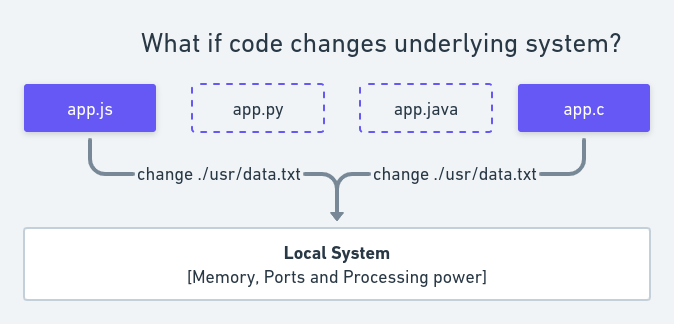 What if code changes underlying system?
app.js
app.py
app.java
app.c
change ./usr/data.txt
change ./usr/data.txt
Local System
[Memory, Ports and Processing power]